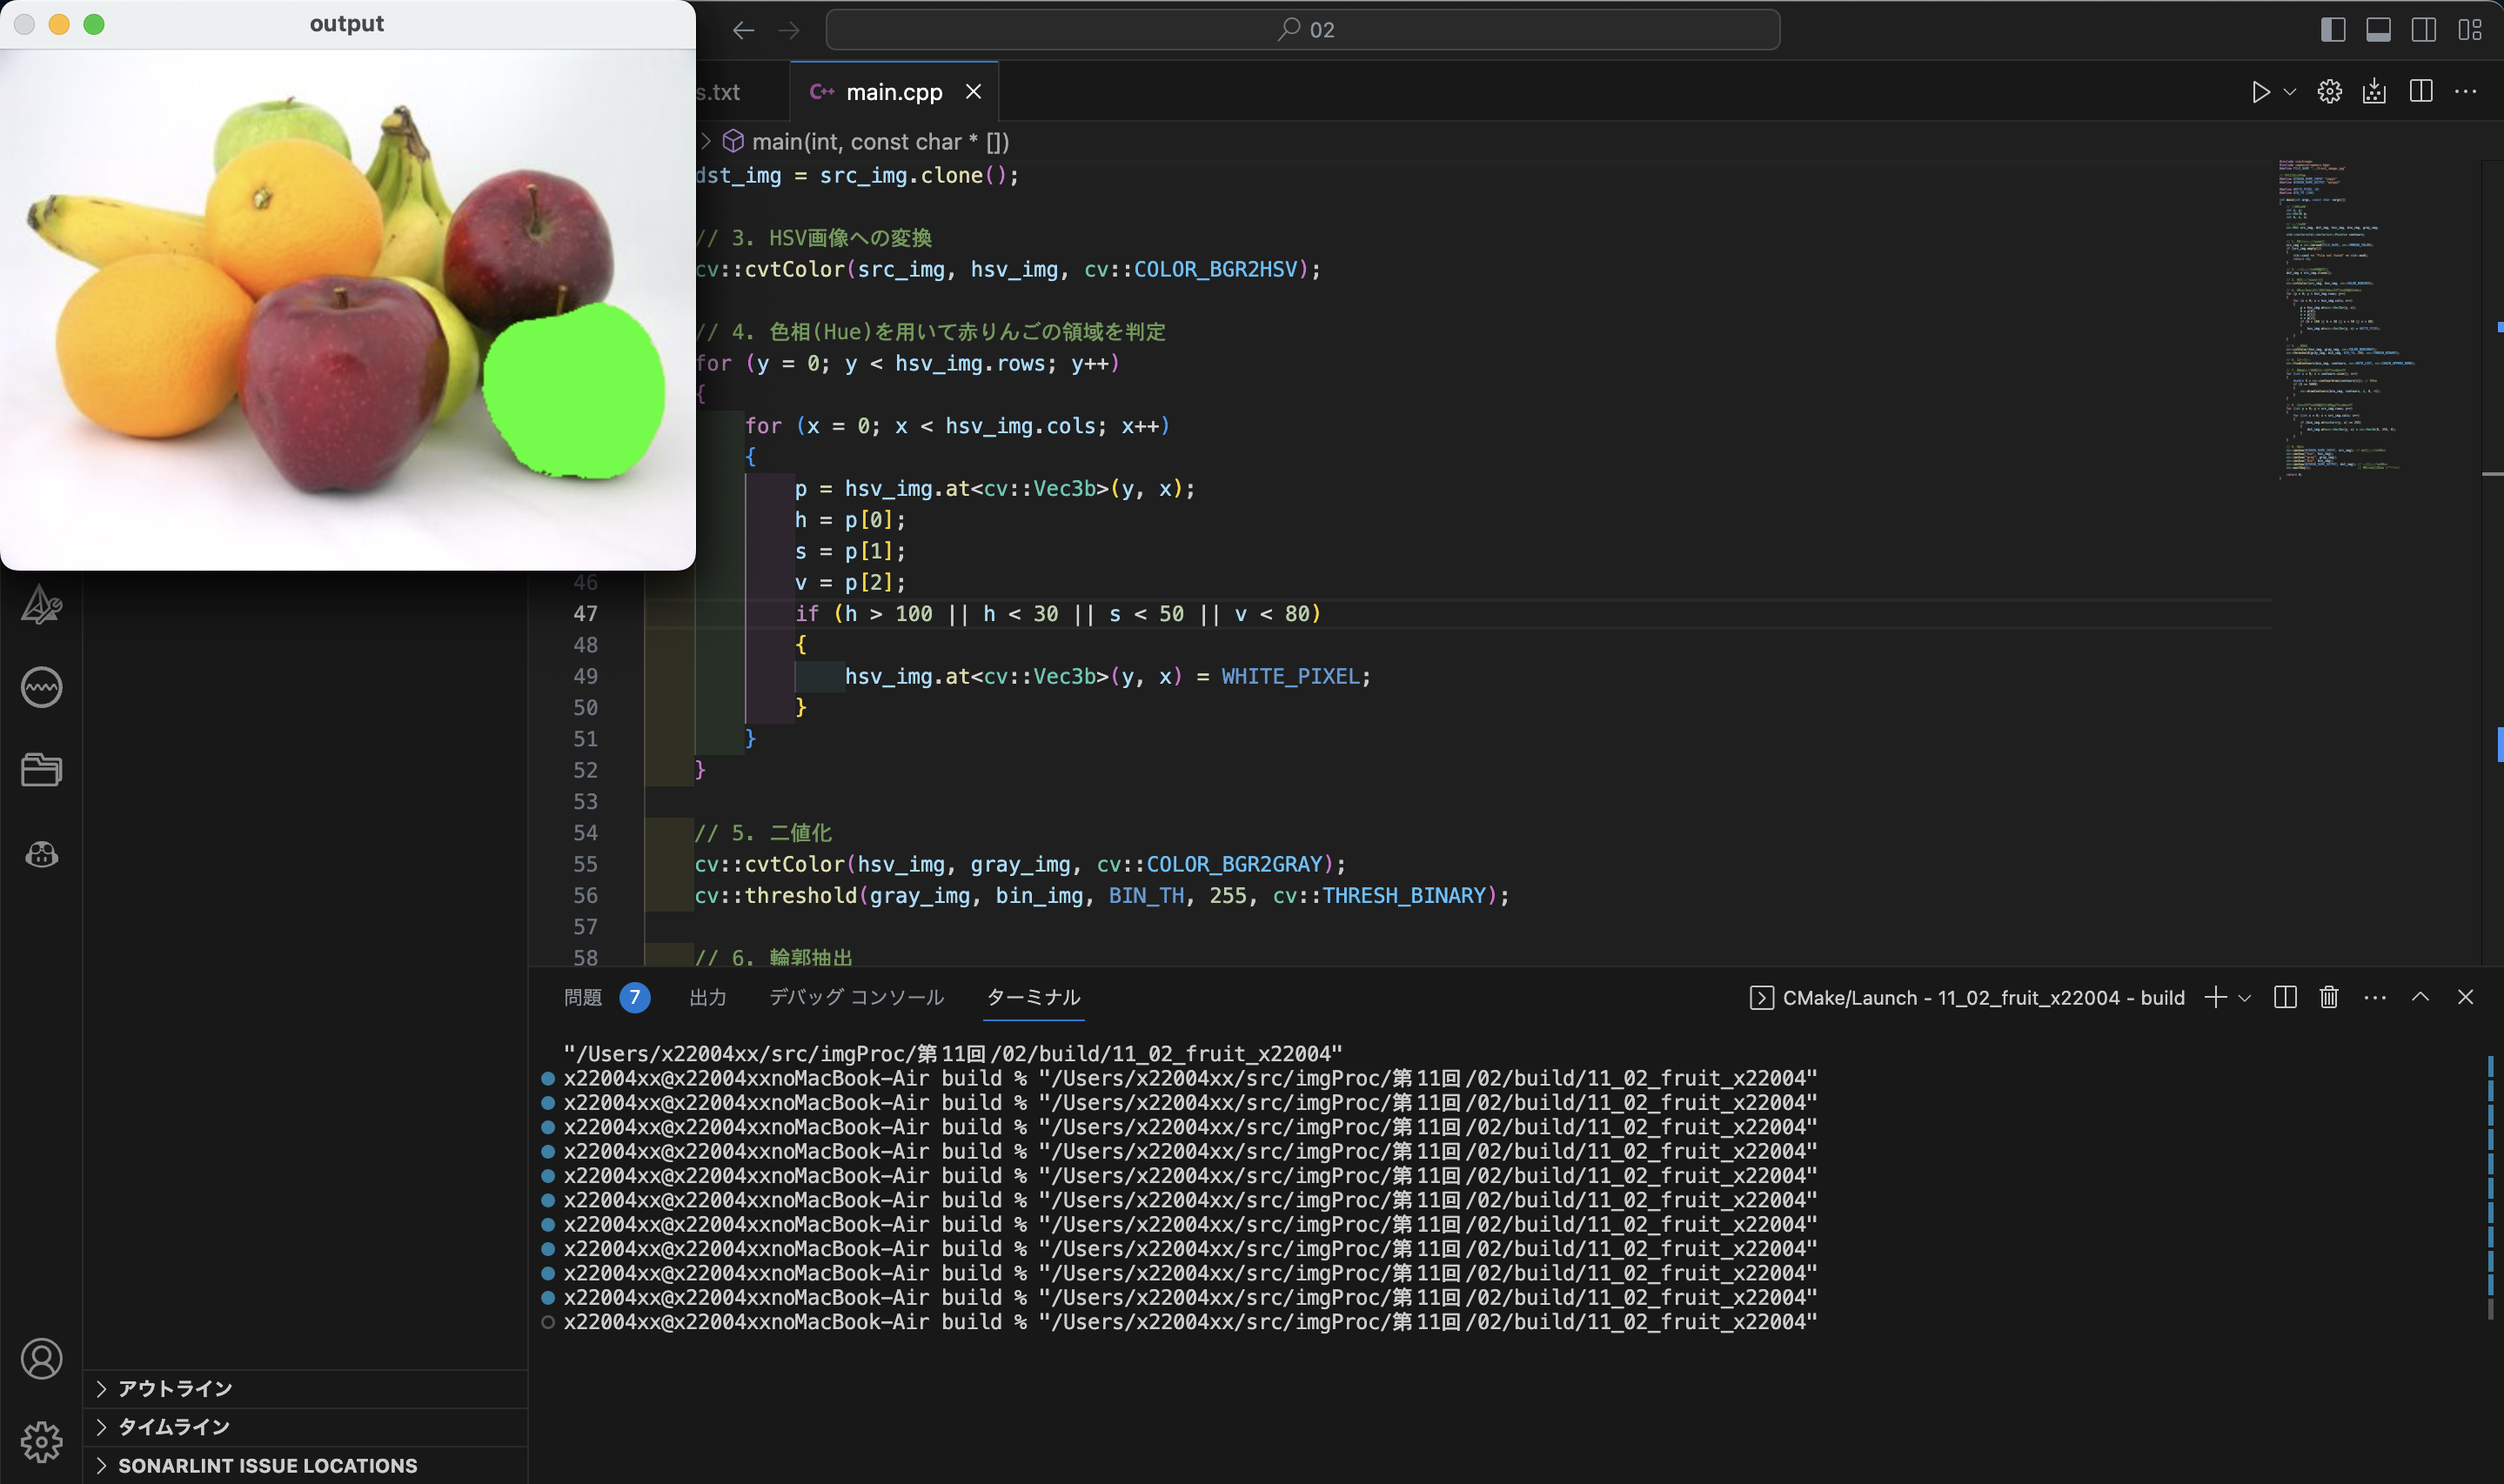 output
02
s.txt
main.cpp
main(int, const char * [])
dst_img = src_img.clone();
// 3. HSV画像への変換
cv::cvtColor(src_img, hsv_img, cv::COLOR_BGR2HSV);
// 4. 色相(Hue)を用いて赤りんごの領域を判定
for (y = 0; y < hsv_img.rows; y++)
{
for (x = 0; x < hsv_img.cols; x++)
{
p = hsv_img.at<cv::Vec3b>(y, x);
h = p[0];
s = p[1];
46 v = p[2];
47 if (h > 100 || h < 30 || s < 50 || v < 80)
48 {
49 hsv_img.at<cv::Vec3b>(y, x) = WHITE_PIXEL;
50 }
51 }
52 }
53
54 // 5. 二値化
55 cv::cvtColor(hsv_img, gray_img, cv::COLOR_BGR2GRAY);
56 cv::threshold(gray_img, bin_img, BIN_TH, 255, cv::THRESH_BINARY);
57
58 // 6. 輪郭抽出
問題 7 出力 デバッグ コンソール ターミナル CMake/Launch - 11_02_fruit_x22004 - build
"/Users/x22004xx/src/imgProc/第11回/02/build/11_02_fruit_x22004"
x22004xx@x22004xxnoMacBook-Air build % "/Users/x22004xx/src/imgProc/第11回/02/build/11_02_fruit_x22004"
x22004xx@x22004xxnoMacBook-Air build % "/Users/x22004xx/src/imgProc/第11回/02/build/11_02_fruit_x22004"
x22004xx@x22004xxnoMacBook-Air build % "/Users/x22004xx/src/imgProc/第11回/02/build/11_02_fruit_x22004"
x22004xx@x22004xxnoMacBook-Air build % "/Users/x22004xx/src/imgProc/第11回/02/build/11_02_fruit_x22004"
x22004xx@x22004xxnoMacBook-Air build % "/Users/x22004xx/src/imgProc/第11回/02/build/11_02_fruit_x22004"
x22004xx@x22004xxnoMacBook-Air build % "/Users/x22004xx/src/imgProc/第11回/02/build/11_02_fruit_x22004"
x22004xx@x22004xxnoMacBook-Air build % "/Users/x22004xx/src/imgProc/第11回/02/build/11_02_fruit_x22004"
x22004xx@x22004xxnoMacBook-Air build % "/Users/x22004xx/src/imgProc/第11回/02/build/11_02_fruit_x22004"
x22004xx@x22004xxnoMacBook-Air build % "/Users/x22004xx/src/imgProc/第11回/02/build/11_02_fruit_x22004"
x22004xx@x22004xxnoMacBook-Air build % "/Users/x22004xx/src/imgProc/第11回/02/build/11_02_fruit_x22004"
x22004xx@x22004xxnoMacBook-Air build % "/Users/x22004xx/src/imgProc/第11回/02/build/11_02_fruit_x22004"
アウトライン
タイムライン
SONARLINT ISSUE LOCATIONS